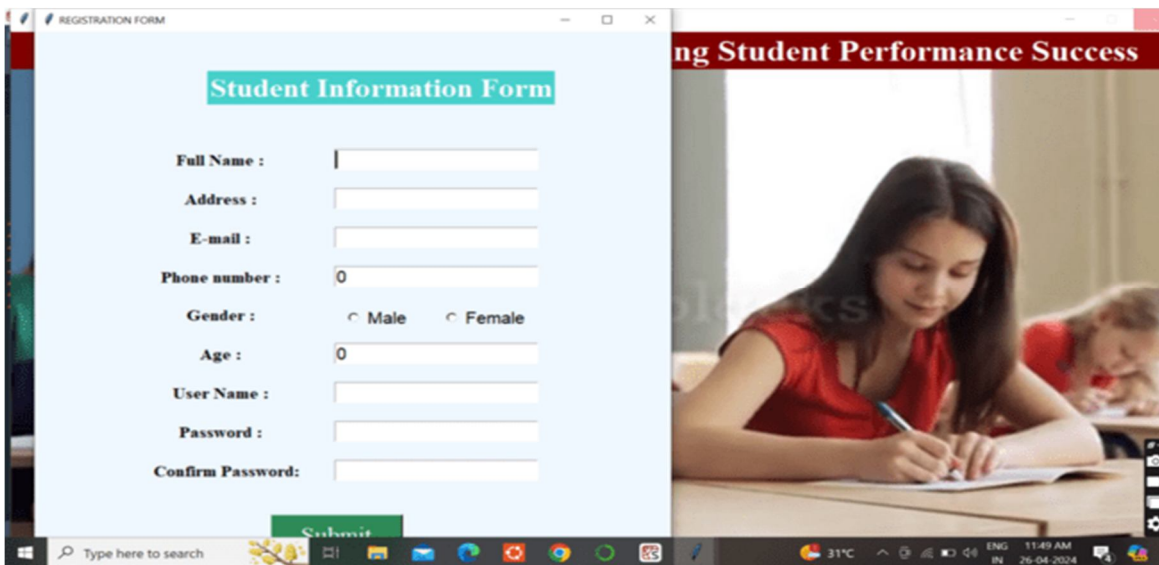 REGISTRATION FORM
ng Student Performance Success
Student Information Form
Full Name :
Address :
E-mail :
Phone number : 0
Gender : Male Female
Age : 0
User Name :
Password :
Confirm Password:
Submit
Type here to search
31°C
ENG
IN
11:49 AM
26-04-2024
4